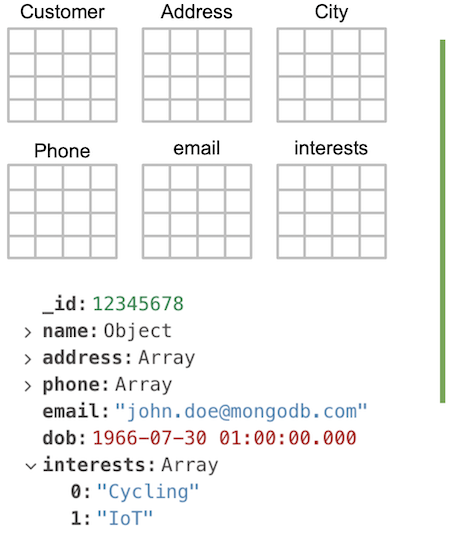 Customer Address City
Phone email interests
_id: 12345678
> name: Object
> address: Array
> phone: Array
email: "john.doe@mongodb.com"
dob: 1966-07-30 01:00:00.000
interests: Array
0: "Cycling"
1: "IoT"